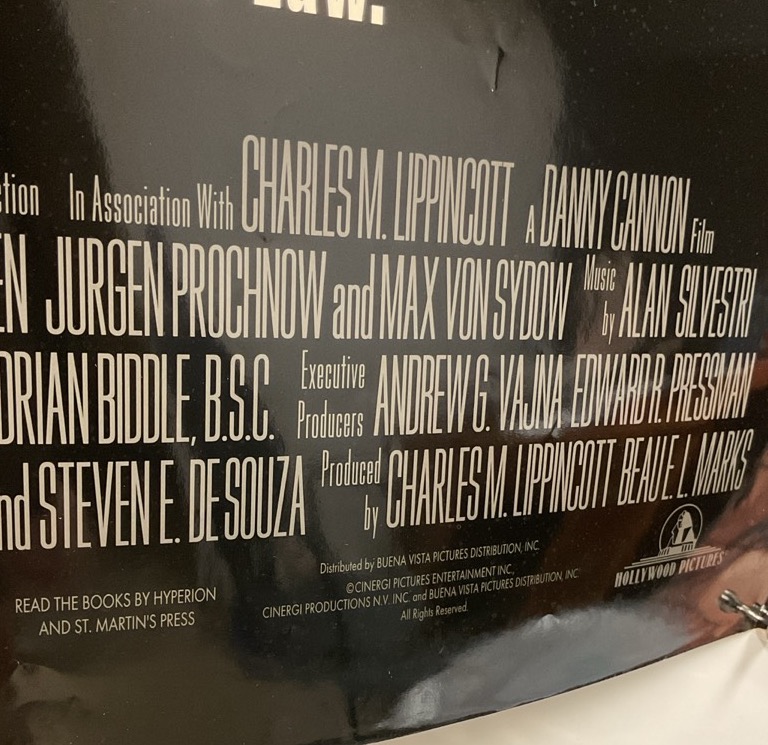 Law.
ction In Association With CHARLES M. LIPPINCOTT A DANNY CANNON Film
EN JURGEN PROCHNOW and MAX VON SYDOW Music by ALAN SILVESTRI
DRIAN BIDDLE, B.S.C. Executive Producers ANDREW G. VAJNA EDWARD R. PRESSMAN
nd STEVEN E. DE SOUZA Produced by CHARLES M. LIPPINCOTT BEAU E. L. MARKS
Distributed by BUENA VISTA PICTURES DISTRIBUTION, INC.
©CINERGI PICTURES ENTERTAINMENT INC.,
CINERGI PRODUCTIONS N.V. INC. and BUENA VISTA PICTURES DISTRIBUTION, INC
All Rights Reserved.
HOLLYWOOD PICTURES
READ THE BOOKS BY HYPERION
AND ST. MARTIN'S PRESS